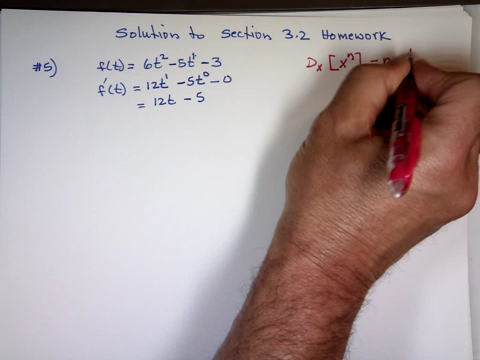 Solution to Section 3.2 Homework
#5) f(t) = 6t² - 5t¹ - 3
f'(t) = 12t¹ - 5t⁰ - 0
= 12t - 5
Dₓ [xⁿ] = n